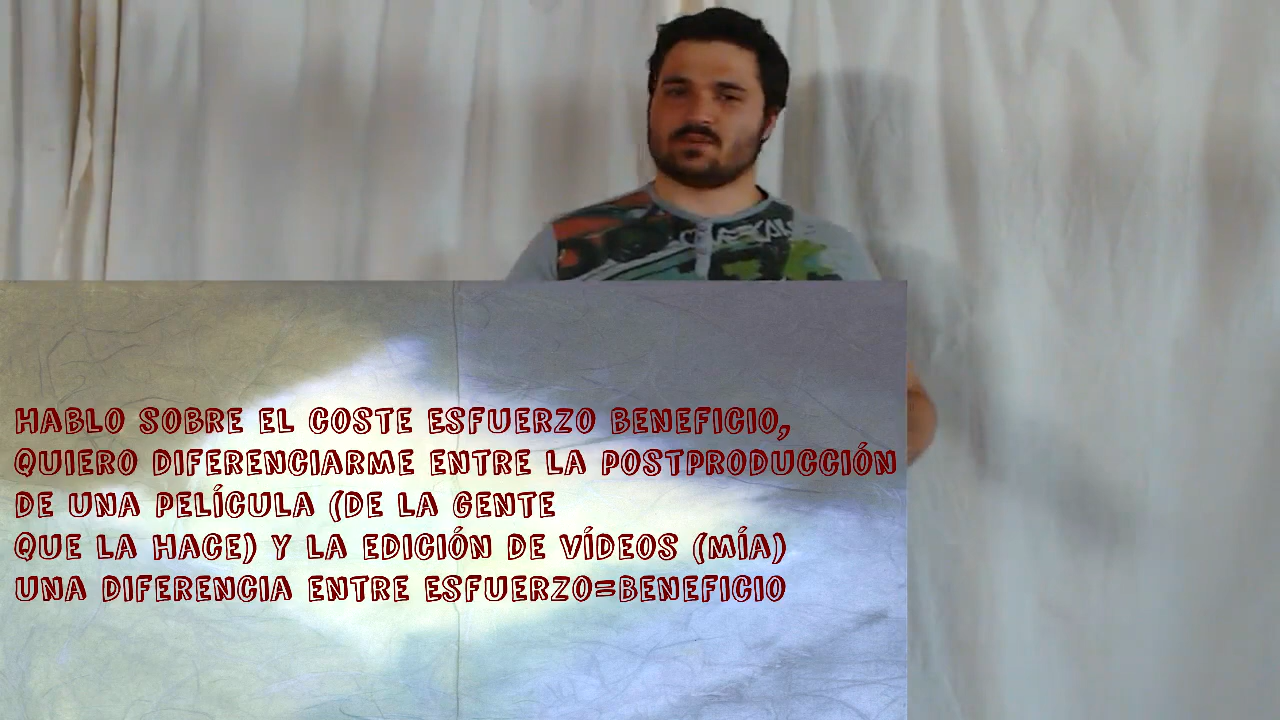 HABLO SOBRE EL COSTE ESFUERZO BENEFICIO,
QUIERO DIFERENCIARME ENTRE LA POSTPRODUCCIÓN
DE UNA PELÍCULA (DE LA GENTE
QUE LA HACE) Y LA EDICIÓN DE VÍDEOS (MÍA)
UNA DIFERENCIA ENTRE ESFUERZO=BENEFICIO